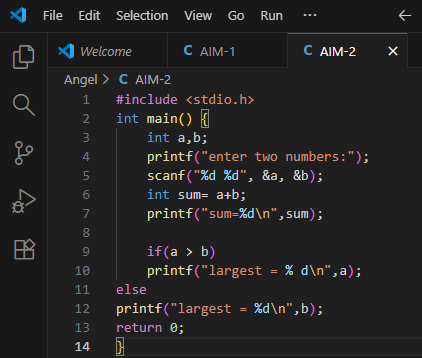 File Edit Selection View Go Run ... ←
Welcome C AIM-1 C AIM-2 ×
Angel > C AIM-2
1 #include <stdio.h>
2 int main() {
3 int a,b;
4 printf("enter two numbers:");
5 scanf("%d %d", &a, &b);
6 int sum= a+b;
7 printf("sum=%d\n",sum);
8
9 if(a > b)
10 printf("largest = % d\n",a);
11 else
12 printf("largest = %d\n",b);
13 return 0;
14 }